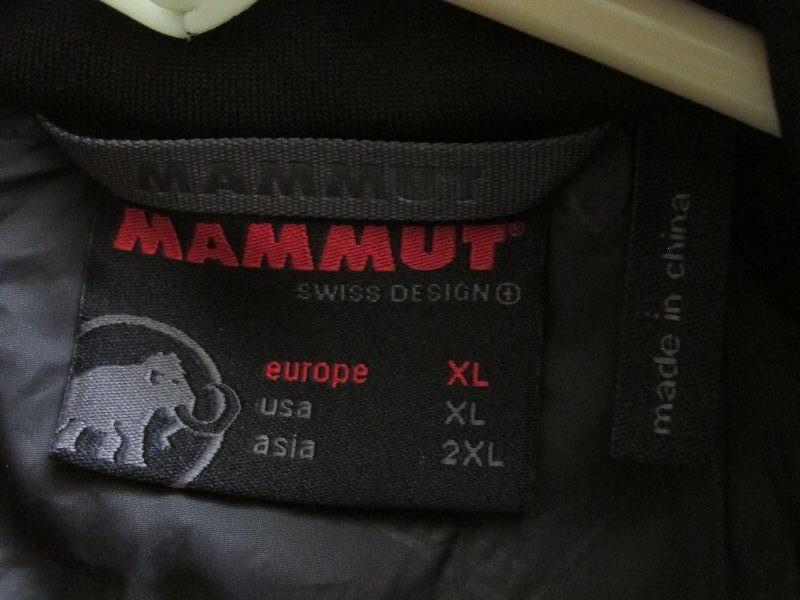 MAMMUT
MAMMUT®
SWISS DESIGN
europe XL
usa XL
asia 2XL
made in china